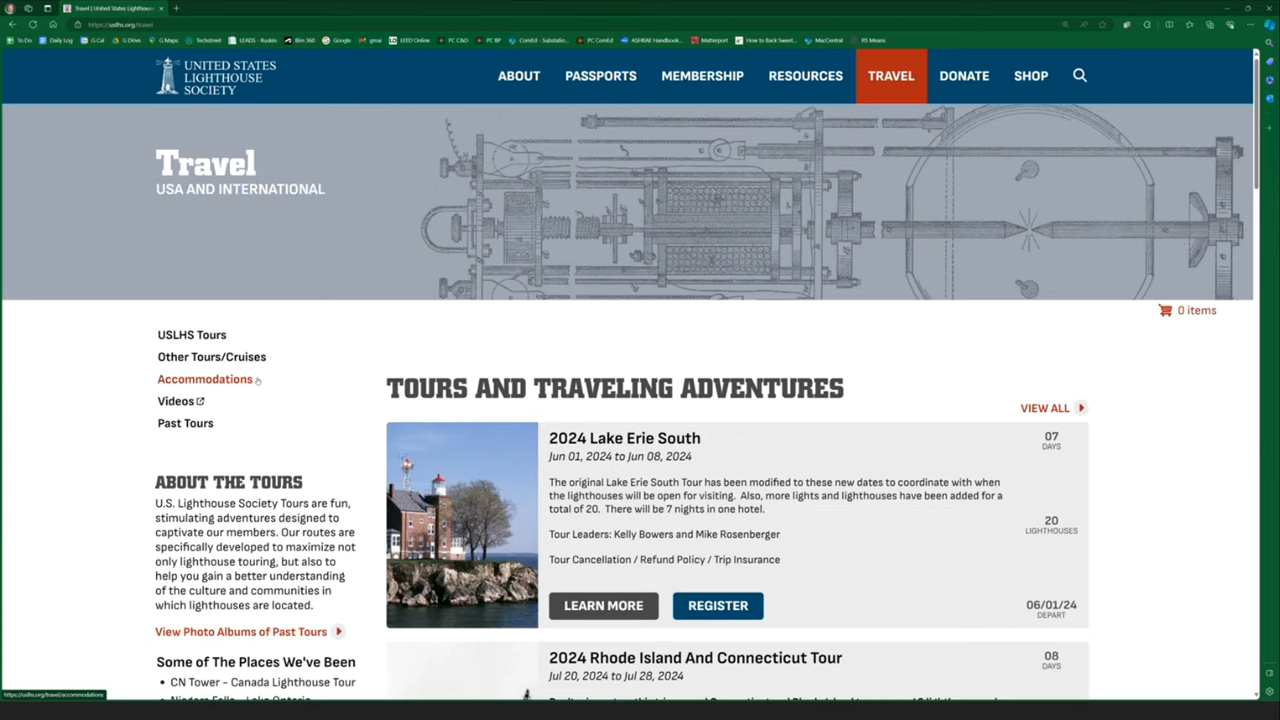 Travel | United States Lighthous
https://uslhs.org/travel
To Do
Daily Log
G Cal
G Drive
G Maps
Techstreet
LEADS - Ruskin
Bim 360
Google
gmai
LEED Online
PC C&D
PC BP
ComEd - Substatio...
PC ComEd
ASHRAE Handbook...
Matterport
How to Back Sweet...
MacCentral
RS Means
UNITED STATES
LIGHTHOUSE
SOCIETY
ABOUT
PASSPORTS
MEMBERSHIP
RESOURCES
TRAVEL
DONATE
SHOP
Travel
USA AND INTERNATIONAL
0 items
USLHS Tours
Other Tours/Cruises
Accommodations
Videos
Past Tours
ABOUT THE TOURS
U.S. Lighthouse Society Tours are fun,
stimulating adventures designed to
captivate our members. Our routes are
specifically developed to maximize not
only lighthouse touring, but also to
help you gain a better understanding
of the culture and communities in
which lighthouses are located.
View Photo Albums of Past Tours
Some of The Places We've Been
• CN Tower - Canada Lighthouse Tour
TOURS AND TRAVELING ADVENTURES
VIEW ALL
2024 Lake Erie South
Jun 01, 2024 to Jun 08, 2024
The original Lake Erie South Tour has been modified to these new dates to coordinate with when
the lighthouses will be open for visiting. Also, more lights and lighthouses have been added for a
total of 20. There will be 7 nights in one hotel.
Tour Leaders: Kelly Bowers and Mike Rosenberger
Tour Cancellation / Refund Policy / Trip Insurance
LEARN MORE
REGISTER
07
DAYS
20
LIGHTHOUSES
06/01/24
DEPART
2024 Rhode Island And Connecticut Tour
Jul 20, 2024 to Jul 28, 2024
08
DAYS
https://uslhs.org/travel/accommodations